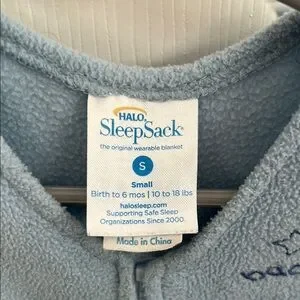 HALO
SleepSack®
the original wearable blanket
S
Small
Birth to 6 mos | 10 to 18 lbs
halosleep.com
Supporting Safe Sleep
Organizations Since 2000.
Made in China